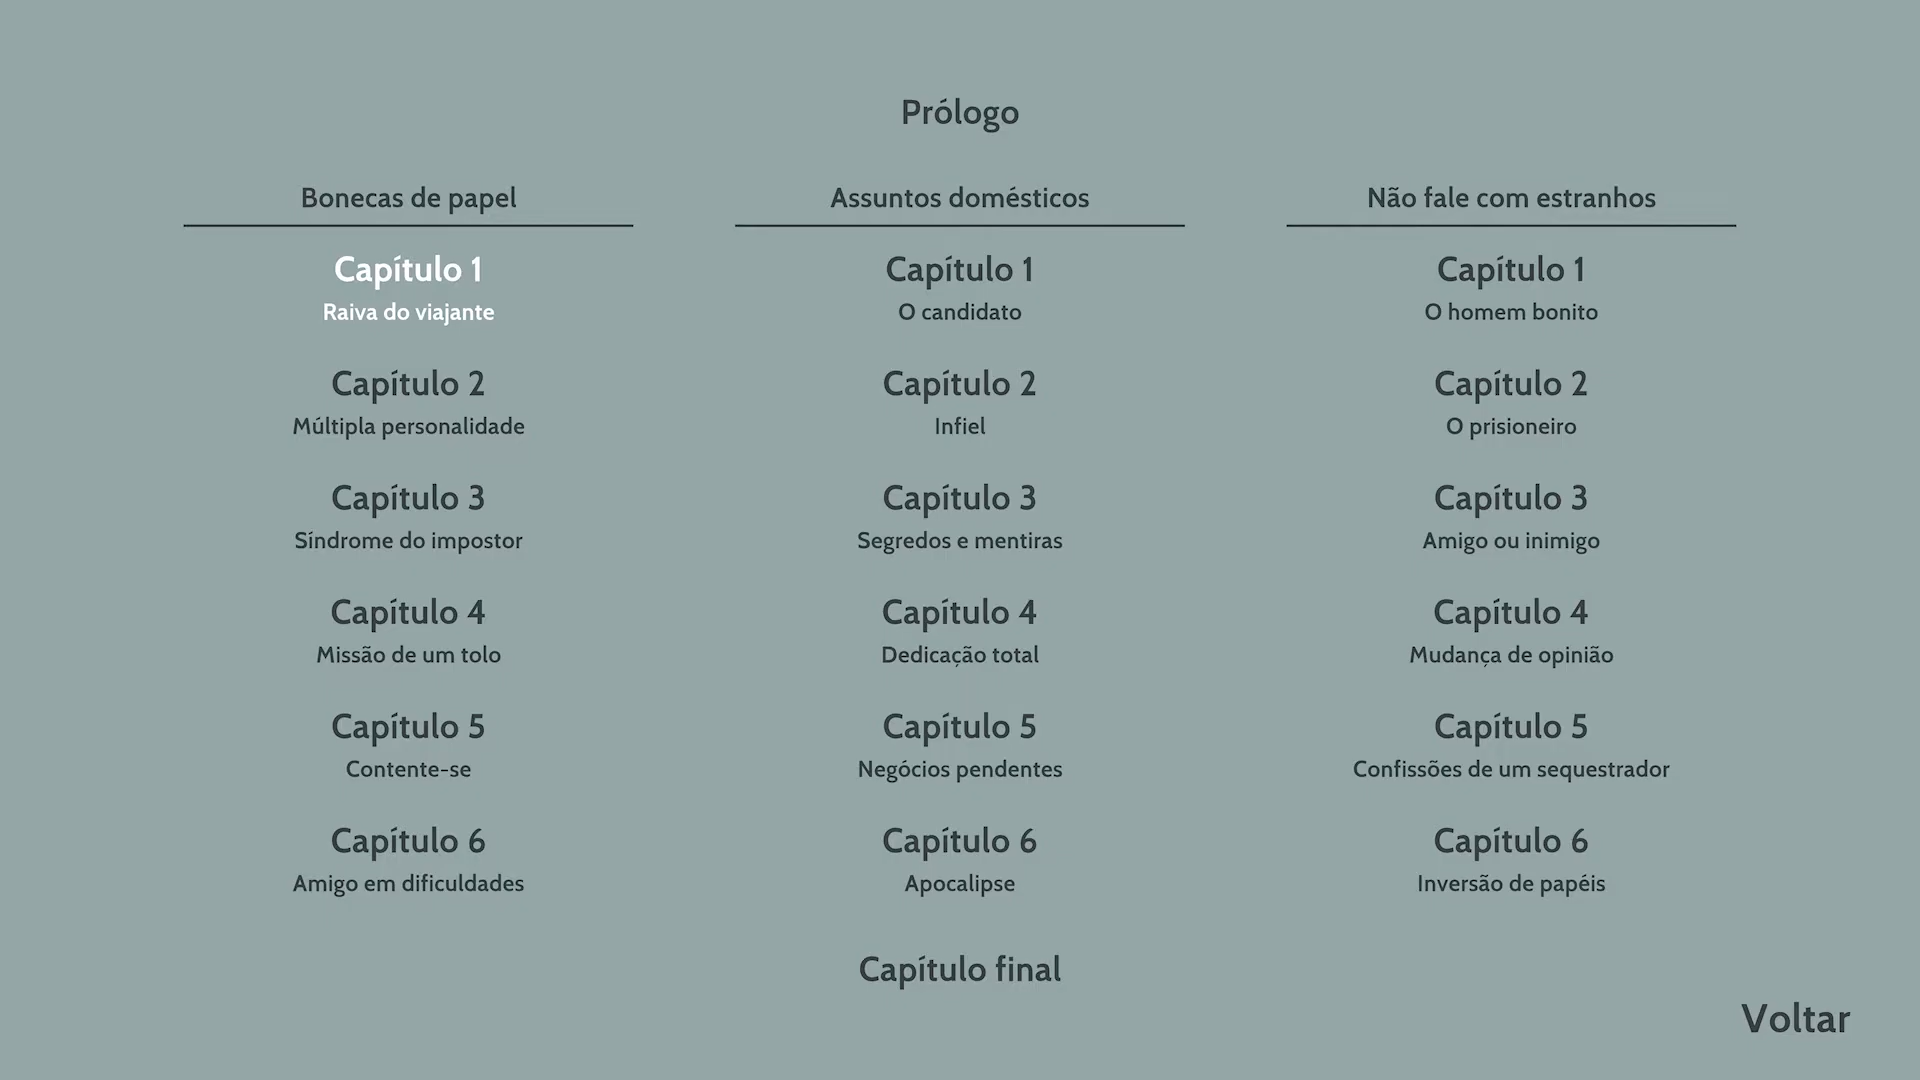 Prólogo
Bonecas de papel
Capítulo 1
Raiva do viajante
Capítulo 2
Múltipla personalidade
Capítulo 3
Síndrome do impostor
Capítulo 4
Missão de um tolo
Capítulo 5
Contente-se
Capítulo 6
Amigo em dificuldades
Assuntos domésticos
Capítulo 1
O candidato
Capítulo 2
Infiel
Capítulo 3
Segredos e mentiras
Capítulo 4
Dedicação total
Capítulo 5
Negócios pendentes
Capítulo 6
Apocalipse
Não fale com estranhos
Capítulo 1
O homem bonito
Capítulo 2
O prisioneiro
Capítulo 3
Amigo ou inimigo
Capítulo 4
Mudança de opinião
Capítulo 5
Confissões de um sequestrador
Capítulo 6
Inversão de papéis
Capítulo final
Voltar